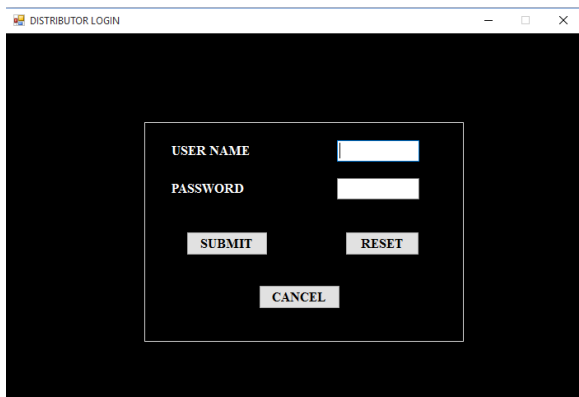 DISTRIBUTOR LOGIN
USER NAME
PASSWORD
SUBMIT RESET
CANCEL